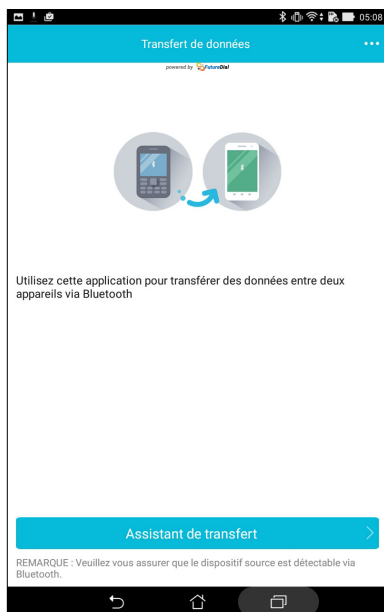 05:08
Transfert de données
powered by FutureDial
Utilisez cette application pour transférer des données entre deux
appareils via Bluetooth
Assistant de transfert
REMARQUE : Veuillez vous assurer que le dispositif source est détectable via
Bluetooth.